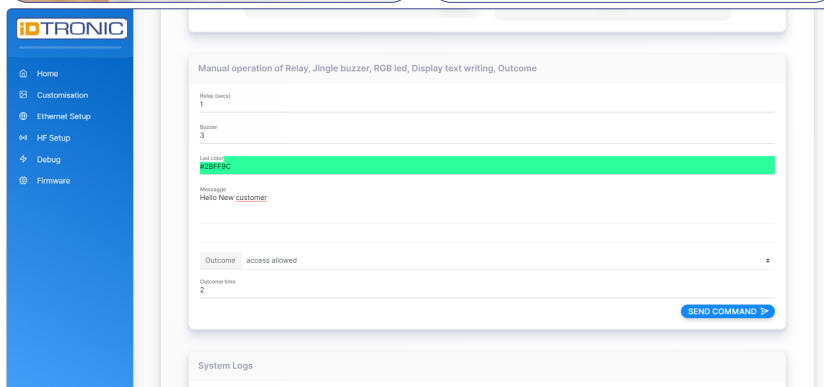 iDTRONIC
Home
Customisation
Ethernet Setup
HF Setup
Debug
Firmware
Manual operation of Relay, Jingle buzzer, RGB led, Display text writing, Outcome
Relay (secs)
1
Buzzer
3
Led color
#2BFF9C
Messagge
Hello New customer
Outcome access allowed
Outcome time
2
SEND COMMAND
System Logs